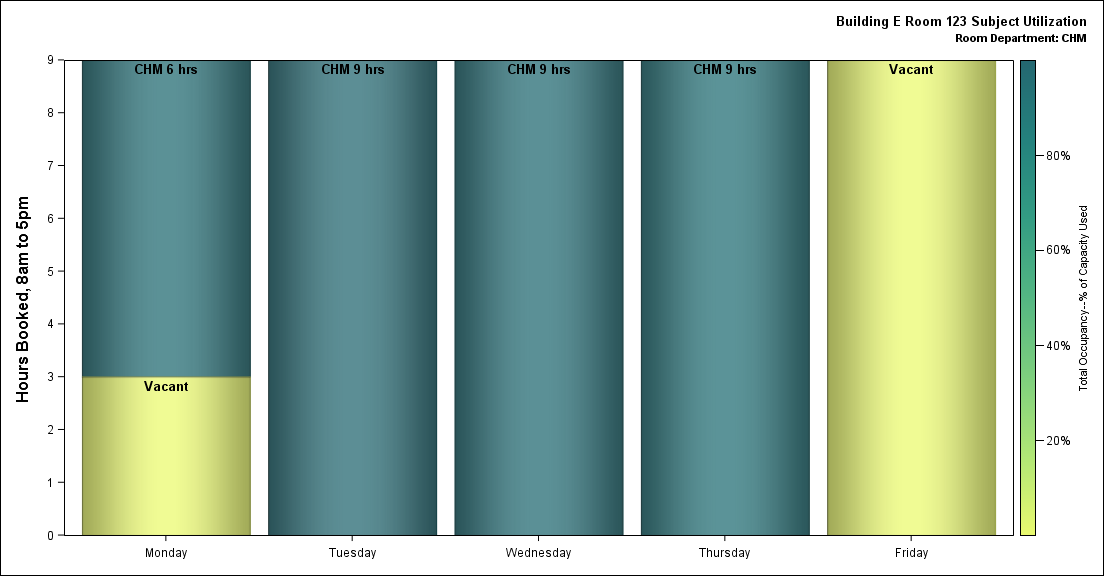 Building E Room 123 Subject Utilization
Room Department: CHM
Hours Booked, 8am to 5pm
9
8
7
6
5
4
3
2
1
0
CHM 6 hrs
CHM 9 hrs
CHM 9 hrs
CHM 9 hrs
Vacant
Vacant
Monday
Tuesday
Wednesday
Thursday
Friday
80%
60%
40%
20%
Total Occupancy--% of Capacity Used